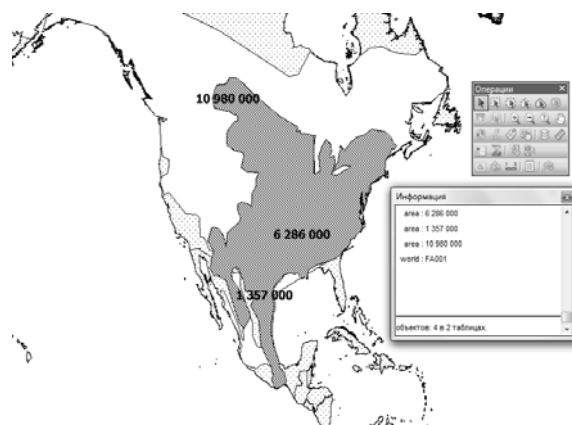 10 980 000
Операции
Информация
area : 6 286 000
area : 1 357 000
area : 10 980 000
world : FA001
6 286 000
1 357 000
объектов: 4 в 2 таблицах.